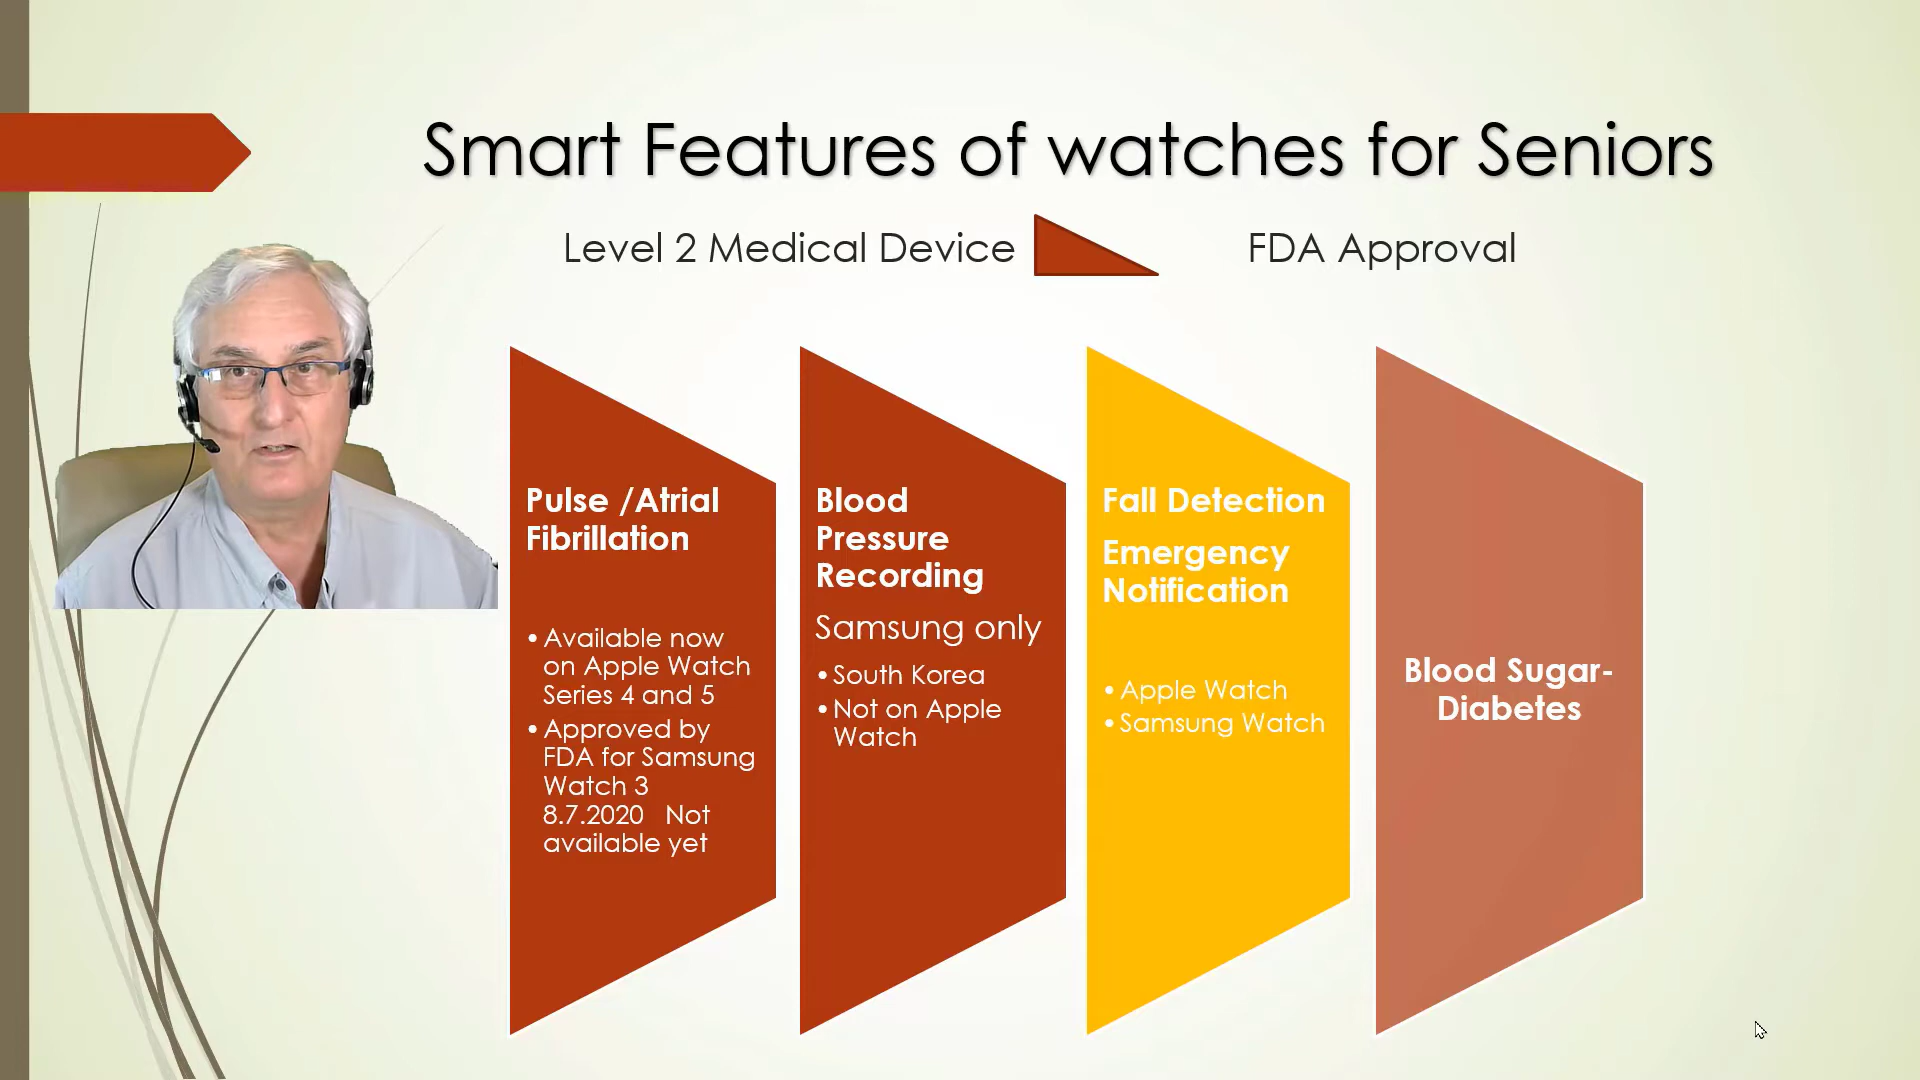 Smart Features of watches for Seniors
Level 2 Medical Device
FDA Approval
Pulse /Atrial
Fibrillation
•Available now
on Apple Watch
Series 4 and 5
•Approved by
FDA for Samsung
Watch 3
8.7.2020   Not
available yet
Blood
Pressure
Recording
Samsung only
•South Korea
•Not on Apple
Watch
Fall Detection
Emergency
Notification
•Apple Watch
•Samsung Watch
Blood Sugar-
Diabetes